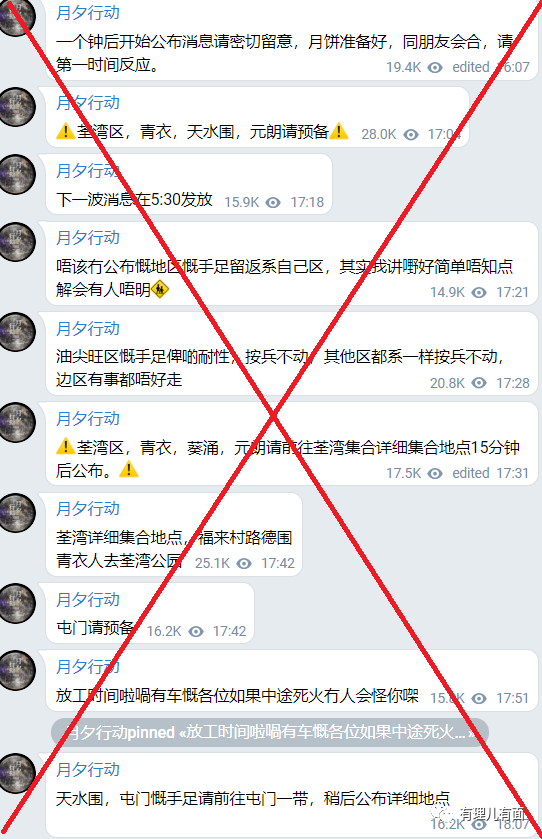 月夕行动
一个钟后开始公布消息请密切留意，月饼准备好，同朋友会合，请
第一时间反应。 19.4K edited 16:07
月夕行动
⚠荃湾区，青衣，天水围，元朗请预备⚠ 28.0K 17:04
月夕行动
下一波消息在5:30发放 15.9K 17:18
月夕行动
唔该冇公布慨地区慨手足留返系自己区，其实我讲嘢好简单唔知点
解会有人唔明 14.9K 17:21
月夕行动
油尖旺区慨手足俾啲耐性，按兵不动，其他区都系一样按兵不动，
边区有事都唔好走 20.8K 17:28
月夕行动
⚠荃湾区，青衣，葵涌，元朗请前往荃湾集合详细集合地点15分钟
后公布。⚠ 17.5K edited 17:31
月夕行动
荃湾详细集合地点，福来村路德围
青衣人去荃湾公园 25.1K 17:42
月夕行动
屯门请预备 16.2K 17:42
月夕行动
放工时间啦喎有车慨各位如果中途死火冇人会怪你㗎 17:51
月夕行动pinned «放工时间啦喎有车慨各位如果中途死火...»
月夕行动
天水围，屯门慨手足请前往屯门一带，稍后公布详细地点
16.2K 18:07
有理儿有面